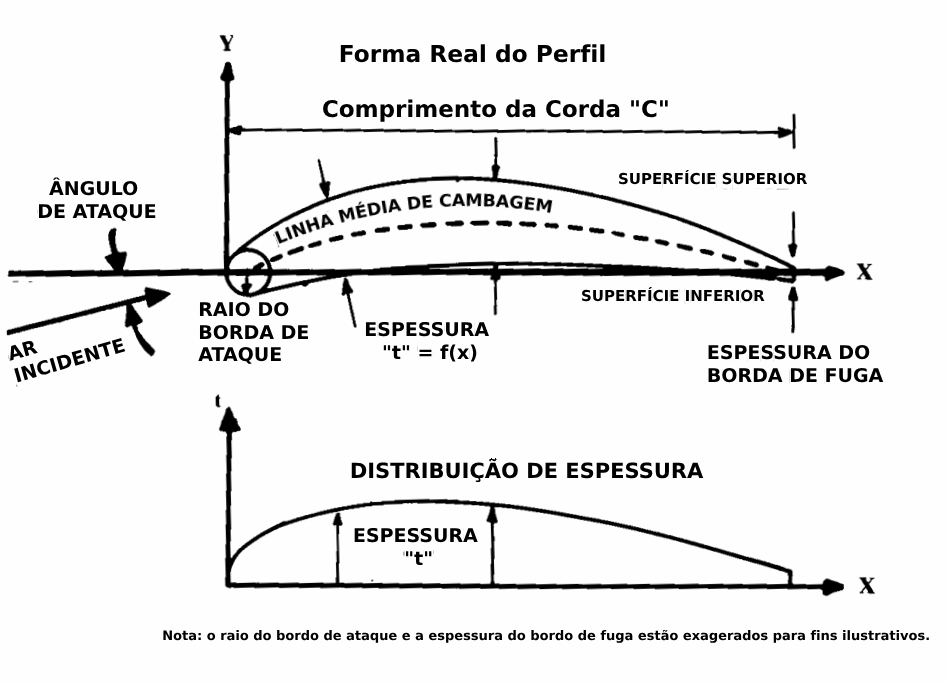 Y
Forma Real do Perfil
Comprimento da Corda "C"
SUPERFÍCIE SUPERIOR
ÂNGULO
DE ATAQUE
LINHA MÉDIA DE CAMBAGEM
X
AR
INCIDENTE
RAIO DO
BORDA DE
ATAQUE
ESPESSURA
"t" = f(x)
SUPERFÍCIE INFERIOR
ESPESSURA DO
BORDA DE FUGA
t
DISTRIBUIÇÃO DE ESPESSURA
ESPESSURA
"t"
X
Nota: o raio do bordo de ataque e a espessura do bordo de fuga estão exagerados para fins ilustrativos.